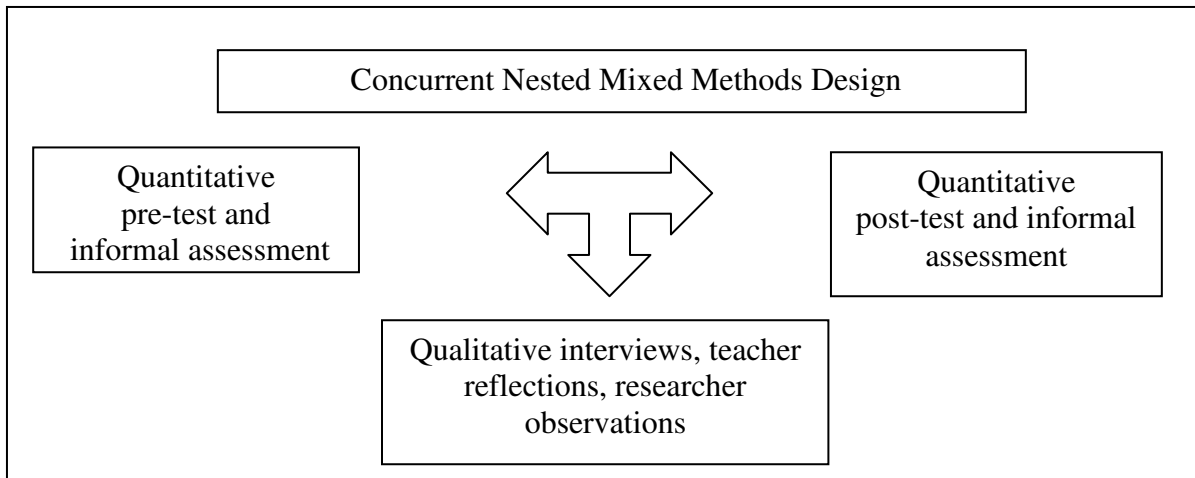 Concurrent Nested Mixed Methods Design
Quantitative
pre-test and
informal assessment
Quantitative
post-test and informal
assessment
Qualitative interviews, teacher
reflections, researcher
observations